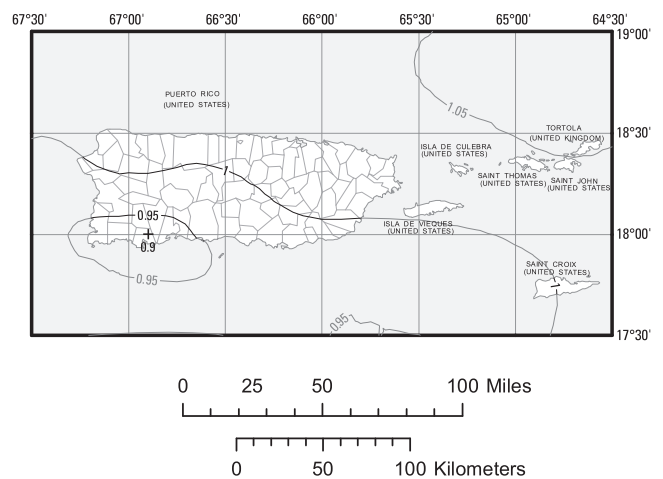 67°30' 67°00' 66°30' 66°00' 65°30' 65°00' 64°30'
19°00'
PUERTO RICO
(UNITED STATES)
1.05
18°30'
TORTOLA
(UNITED KINGDOM)
ISLA DE CULEBRA
(UNITED STATES)
1
SAINT THOMAS
(UNITED STATES)
SAINT JOHN
(UNITED STATES)
0.95
ISLA DE VIEQUES
(UNITED STATES)
18°00'
0.9
SAINT CROIX
(UNITED STATES)
0.95
1
0.95
17°30'
0 25 50 100 Miles
0 50 100 Kilometers